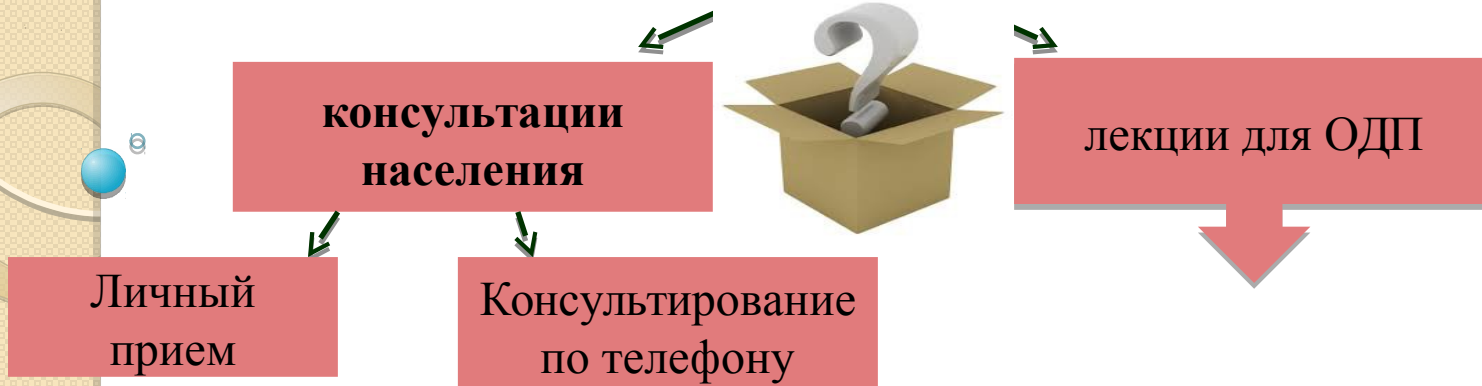 консультации
населения
лекции для ОДП
Личный
прием
Консультирование
по телефону